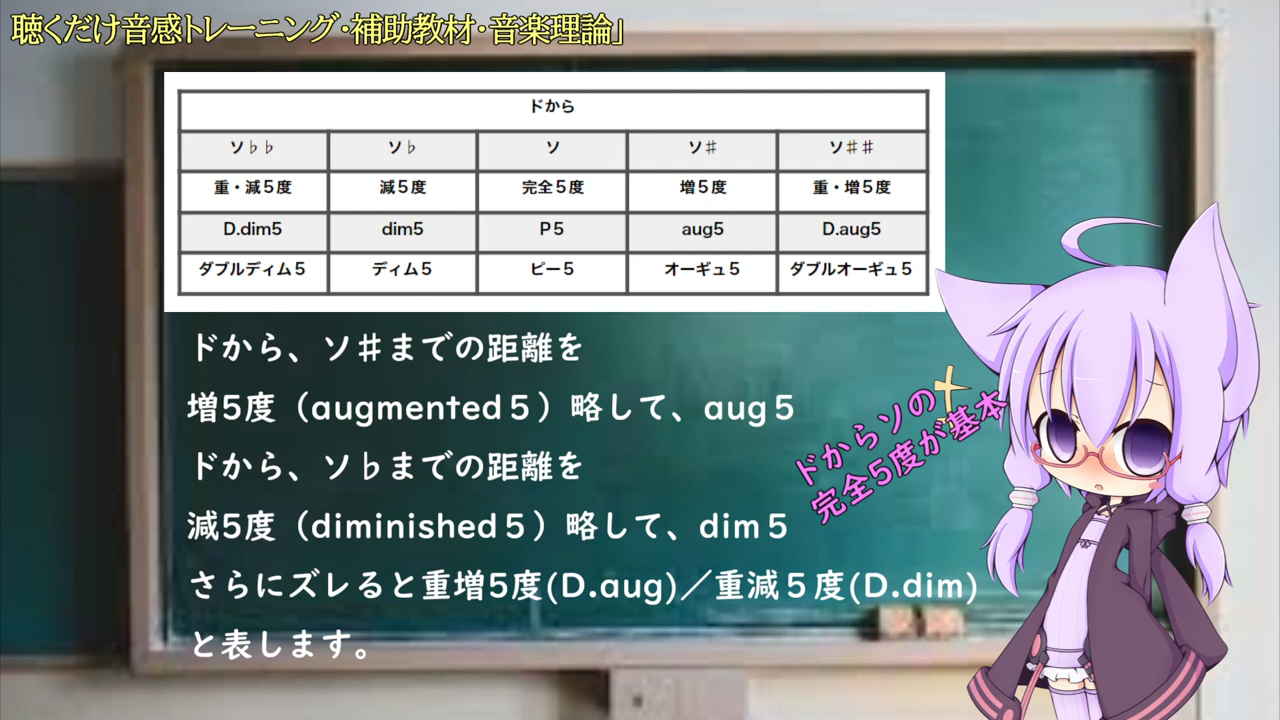 聴くだけ音感トレーニング・補助教材・音楽理論」
ドから
ソ♭♭ ソ♭ ソ ソ♯ ソ♯♯
重・減5度 減5度 完全5度 増5度 重・増5度
D.dim5 dim5 P5 aug5 D.aug5
ダブルディム5 ディム5 ピー5 オーギュ5 ダブルオーギュ5
ドから、ソ♯までの距離を
増5度（augmented５）略して、aug５
ドから、ソ♭までの距離を
減5度（diminished５）略して、dim５
さらにズレると重増5度(D.aug)／重減５度(D.dim)
と表します。
ドからソの
完全5度が基本